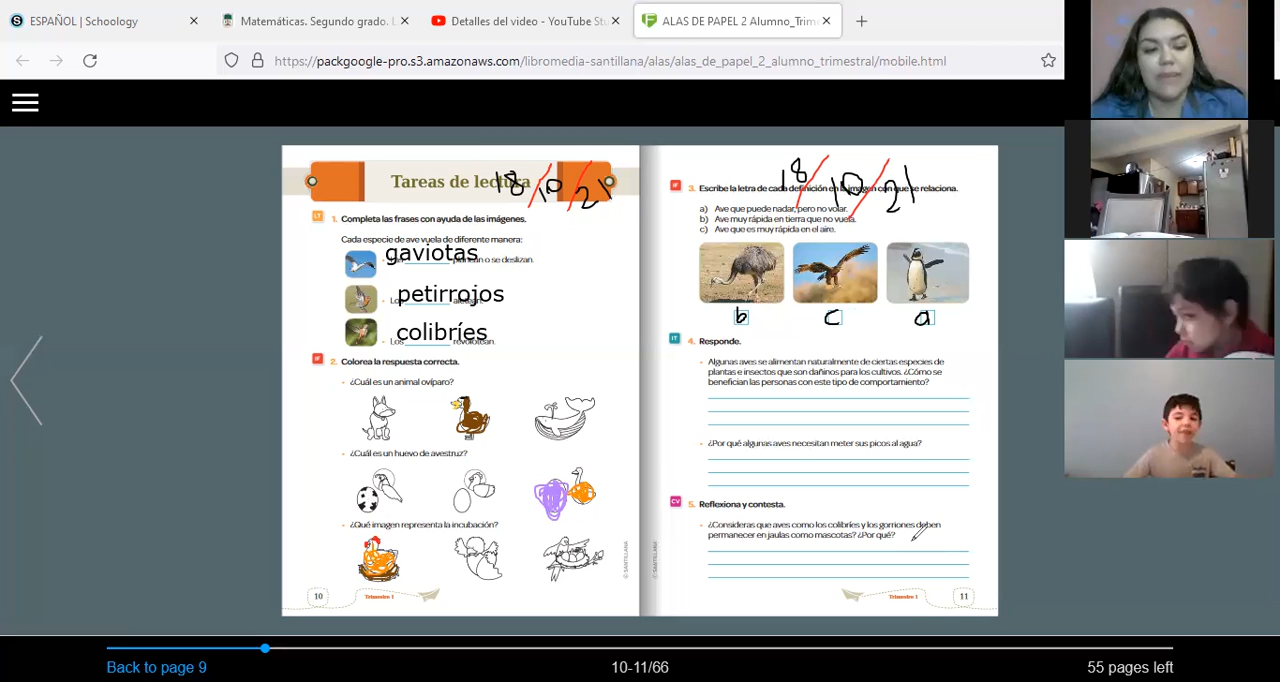 ESPAÑOL | Schoology
Matemáticas. Segundo grado.
Detalles del video - YouTube Stu
ALAS DE PAPEL 2 Alumno_Trim
https://packgoogle-pro.s3.amazonaws.com/libromedia-santillana/alas/alas_de_papel_2_alumno_trimestral/mobile.html
Tareas de lectura
18/10/21
1. Completa las frases con ayuda de las imágenes.
Cada especie de ave vuela de diferente manera:
gaviotas
planean o se deslizan.
petirrojos
Los
colibríes
Los revolotean.
2. Colorea la respuesta correcta.
• ¿Cuál es un animal ovíparo?
• ¿Cuál es un huevo de avestruz?
• ¿Qué imagen representa la incubación?
© SANTILLANA
10
Trimestre 1
18/10/21
3. Escribe la letra de cada definición en la imagen con que se relaciona.
a) Ave que puede nadar, pero no volar.
b) Ave muy rápida en tierra que no vuela.
c) Ave que es muy rápida en el aire.
b c a
4. Responde.
• Algunas aves se alimentan naturalmente de ciertas especies de
plantas e insectos que son dañinos para los cultivos. ¿Cómo se
benefician las personas con este tipo de comportamiento?
• ¿Por qué algunas aves necesitan meter sus picos al agua?
5. Reflexiona y contesta.
• ¿Consideras que aves como los colibríes y los gorriones deben
permanecer en jaulas como mascotas? ¿Por qué?
© SANTILLANA
Trimestre 1
11
Back to page 9
10-11/66
55 pages left